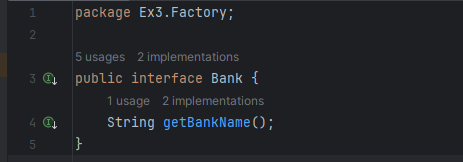 1 package Ex3.Factory;
2
5 usages 2 implementations
3 public interface Bank {
1 usage 2 implementations
4 String getBankName();
5 }